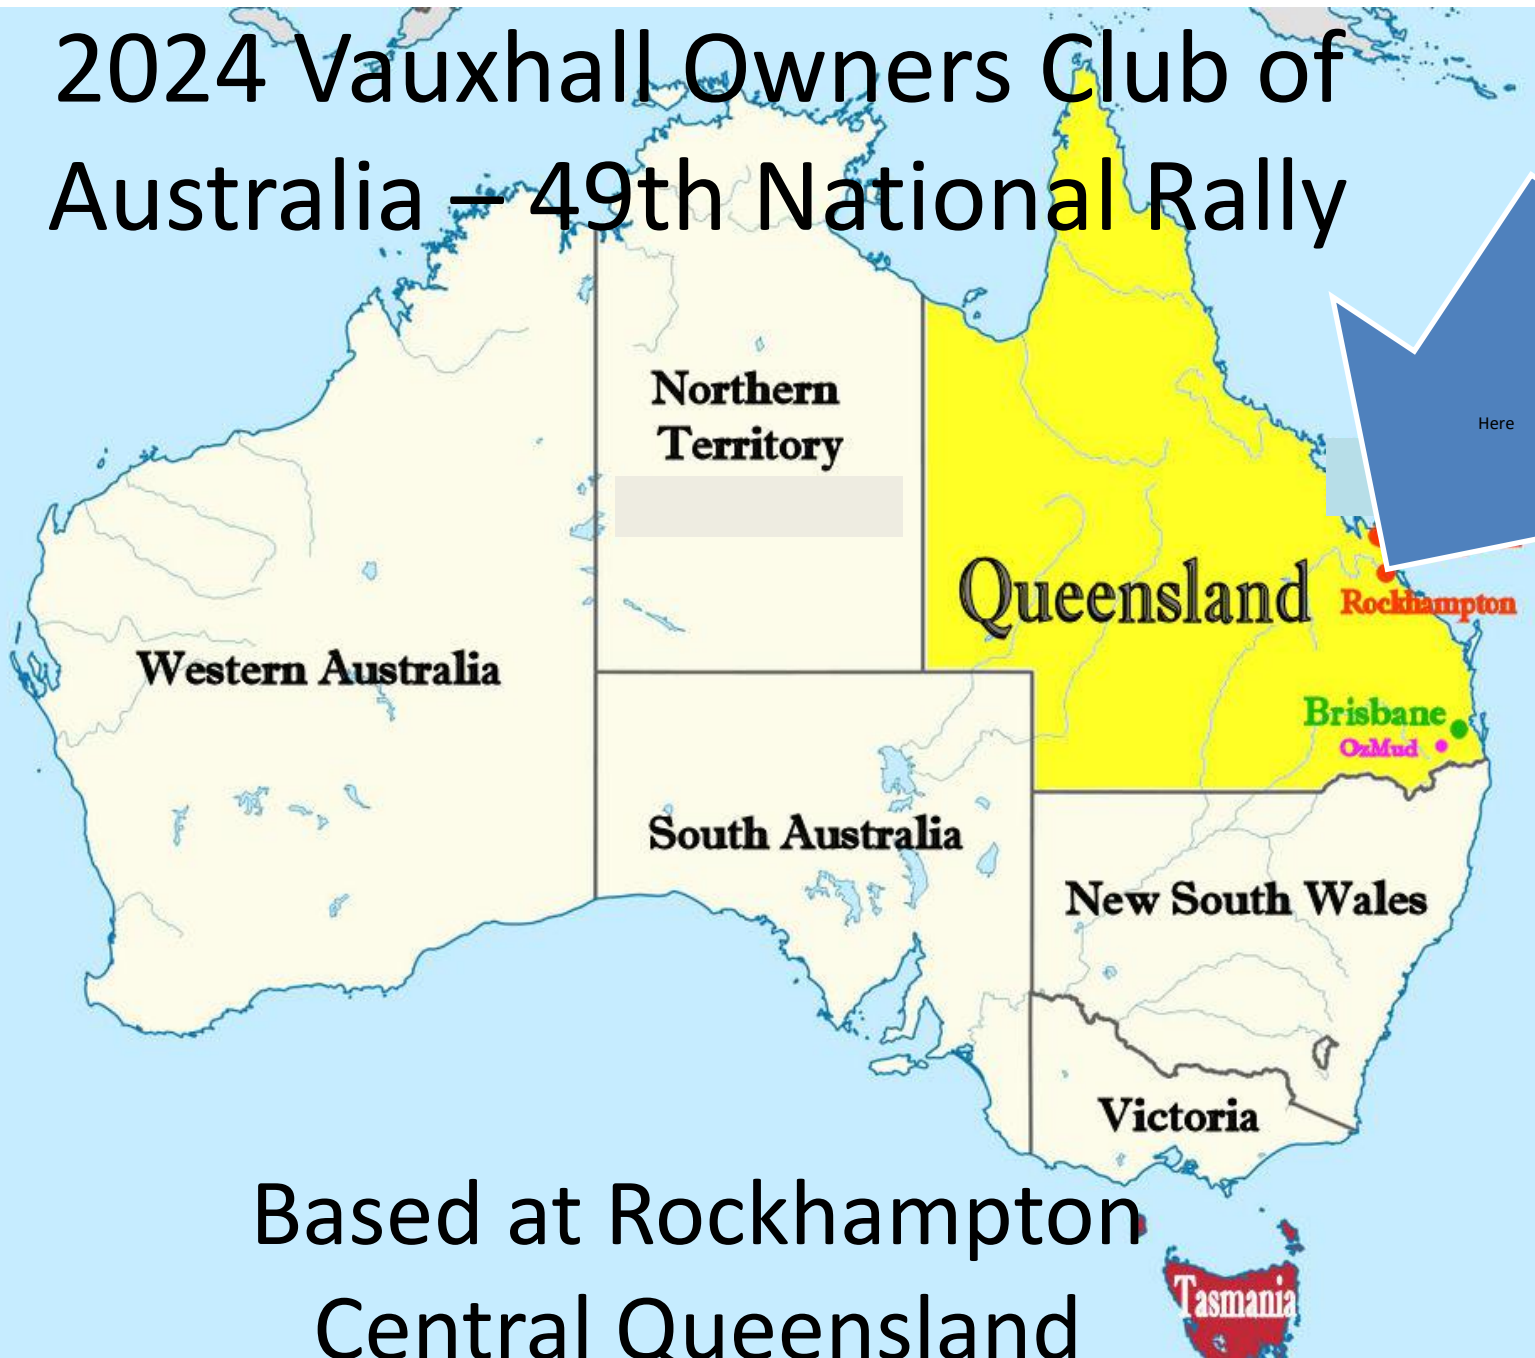 2024 Vauxhall Owners Club of
Australia – 49th National Rally
Here
Northern
Territory
Queensland
Rockhampton
Western Australia
Brisbane
OzMud
South Australia
New South Wales
Victoria
Based at Rockhampton
Tasmania
Central Queensland